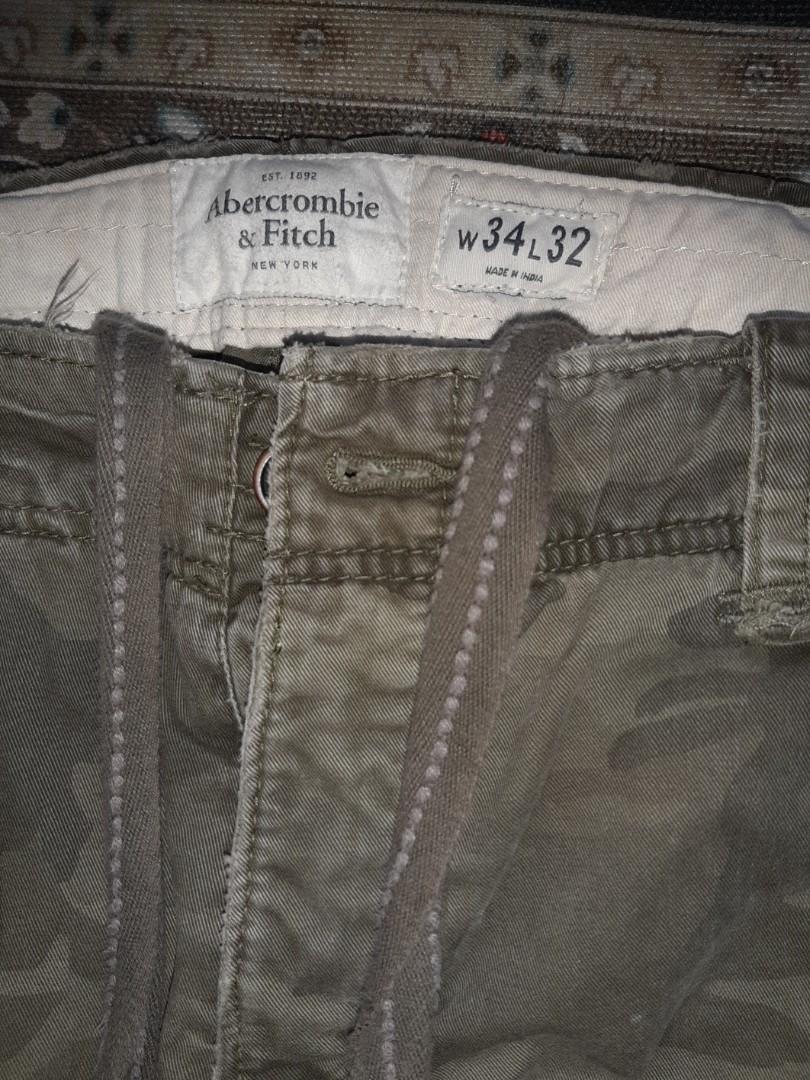 EST. 1892
Abercrombie
& Fitch
NEW YORK
W34L32
MADE IN INDIA